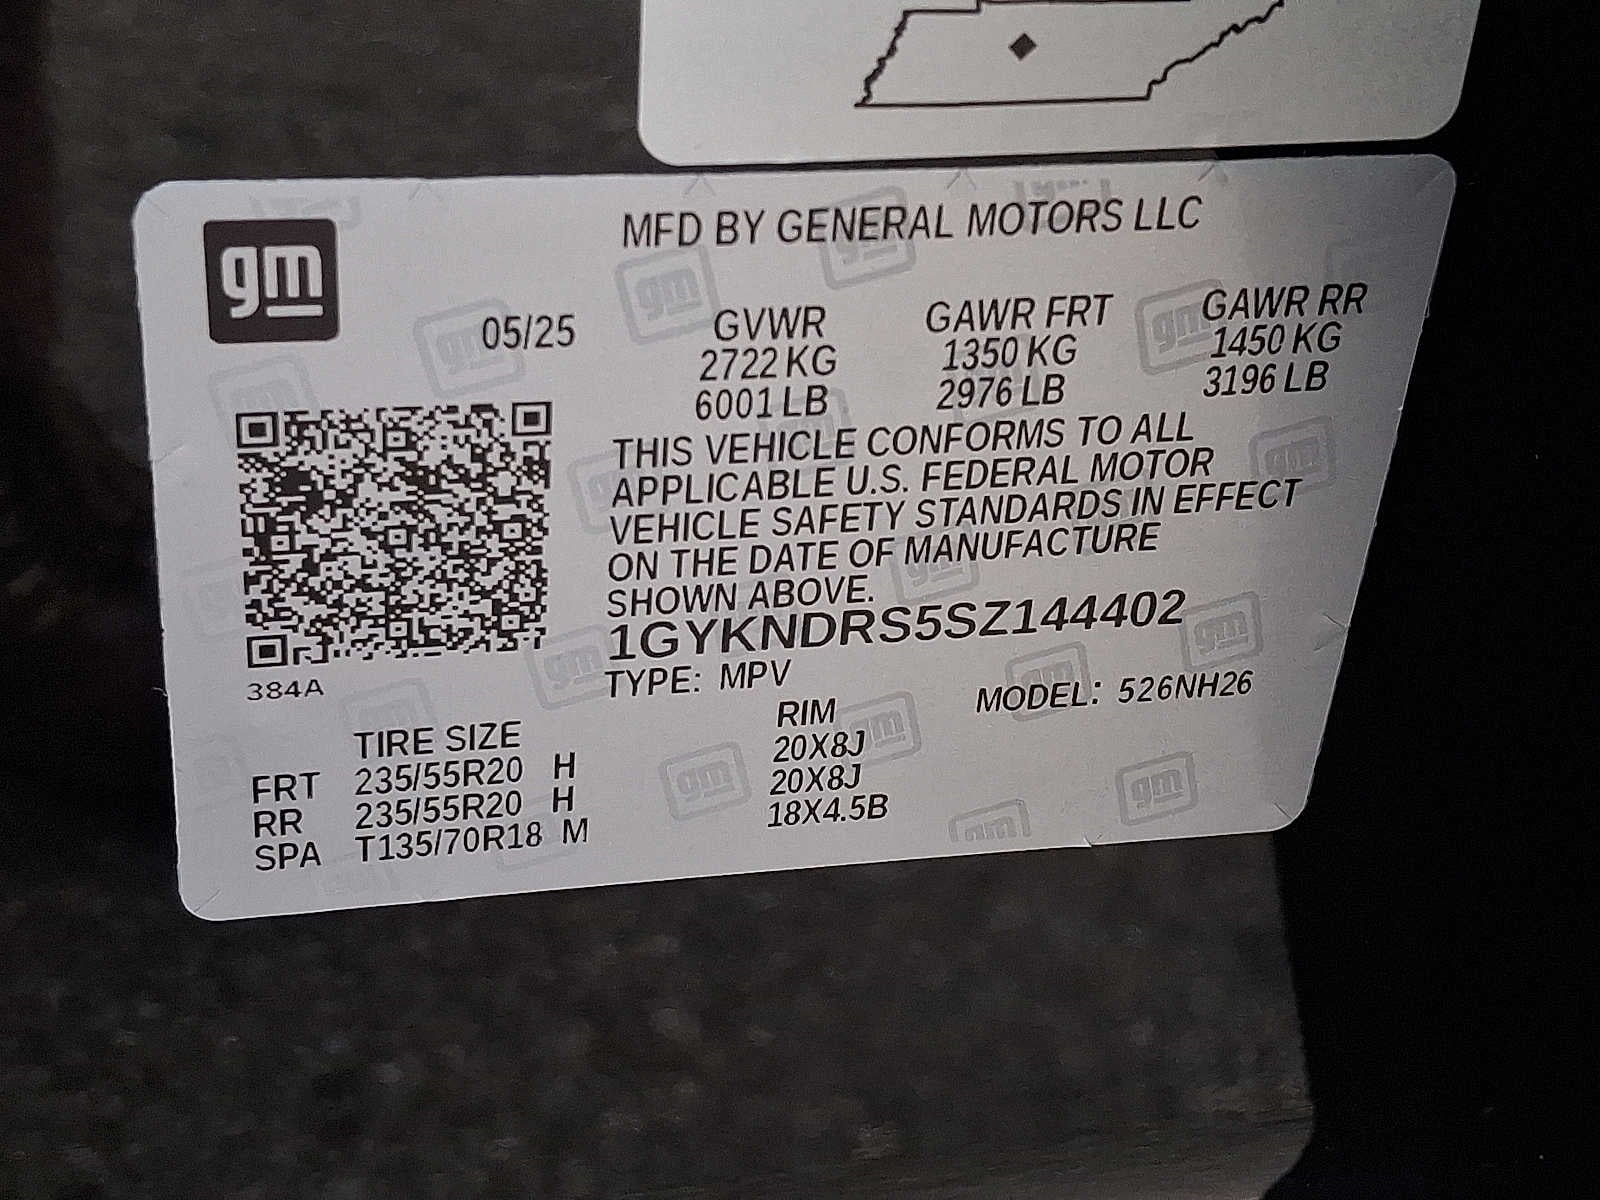 gm
MFD BY GENERAL MOTORS LLC
05/25
GVWR GAWR FRT GAWR RR
2722 KG 1350 KG 1450 KG
6001 LB 2976 LB 3196 LB
THIS VEHICLE CONFORMS TO ALL
APPLICABLE U.S. FEDERAL MOTOR
VEHICLE SAFETY STANDARDS IN EFFECT
ON THE DATE OF MANUFACTURE
SHOWN ABOVE.
1GYKNDRS5SZ144402
384A
TYPE: MPV MODEL: 526NH26
TIRE SIZE RIM
FRT 235/55R20 H 20X8J
RR 235/55R20 H 20X8J
SPA T135/70R18 M 18X4.5B